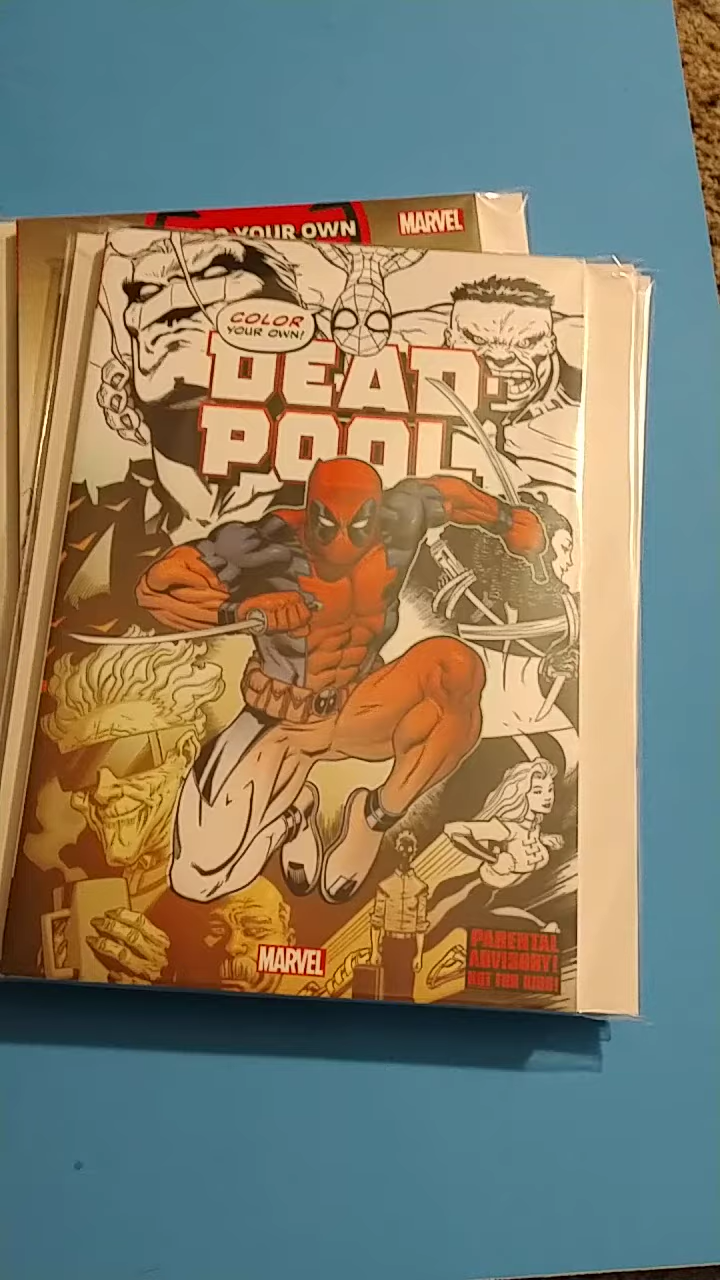 YOUR OWN
MARVEL
COLOR
YOUR OWN!
DEAD
POOL
MARVEL
PARENTAL
ADVISORY!
NOT FOR KIDS!